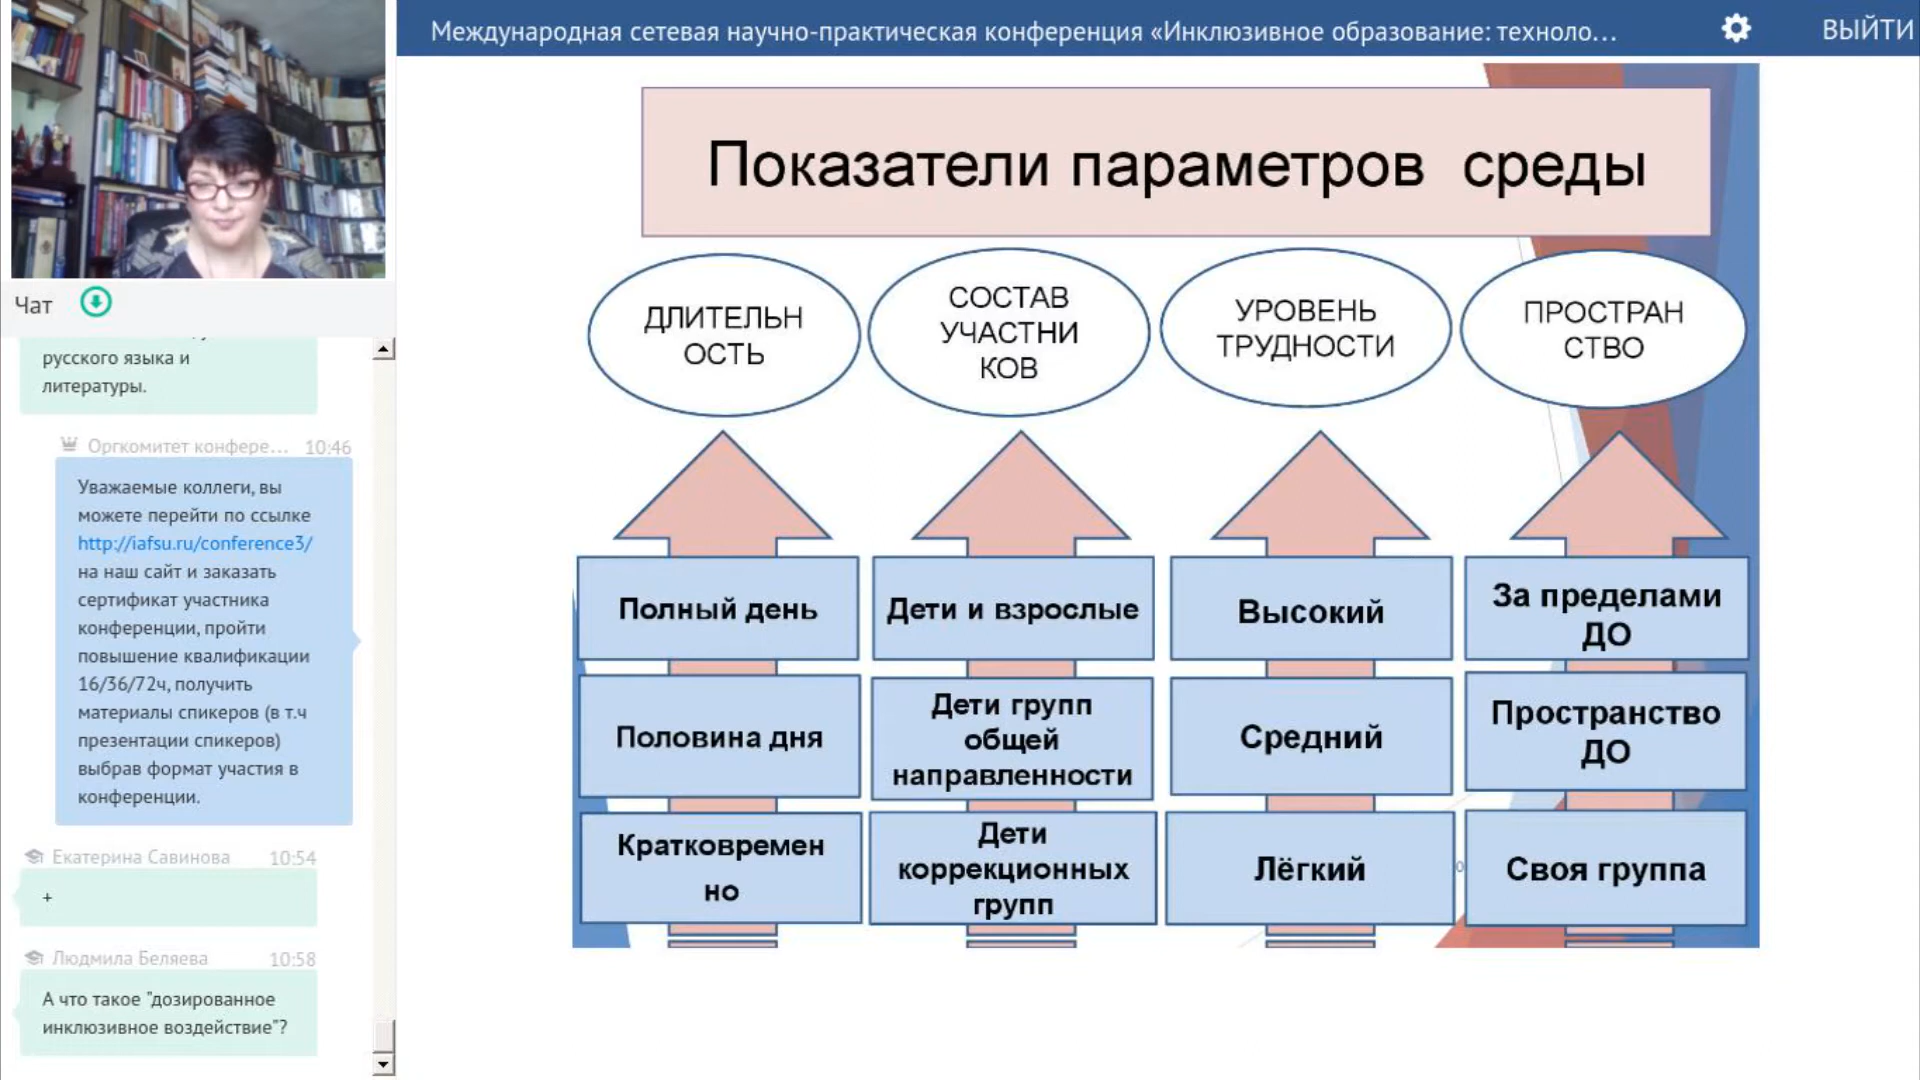 Международная сетевая научно-практическая конференция «Инклюзивное образование: техноло...
ВЫЙТИ
Чат
русского языка и
литературы.
Оргкомитет конфере...
10:46
Уважаемые коллеги, вы
можете перейти по ссылке
http://iafsu.ru/conference3/
на наш сайт и заказать
сертификат участника
конференции, пройти
повышение квалификации
16/36/72ч, получить
материалы спикеров (в т.ч
презентации спикеров)
выбрав формат участия в
конференции.
Екатерина Савинова
10:54
+
Людмила Беляева
10:58
А что такое "дозированное
инклюзивное воздействие"?
Показатели параметров среды
ДЛИТЕЛЬН
ОСТЬ
СОСТАВ
УЧАСТНИ
КОВ
УРОВЕНЬ
ТРУДНОСТИ
ПРОСТРАН
СТВО
Полный день
Дети и взрослые
Высокий
За пределами
ДО
Половина дня
Дети групп
общей
направленности
Средний
Пространство
ДО
Кратковремен
но
Дети
коррекционных
групп
Лёгкий
Своя группа